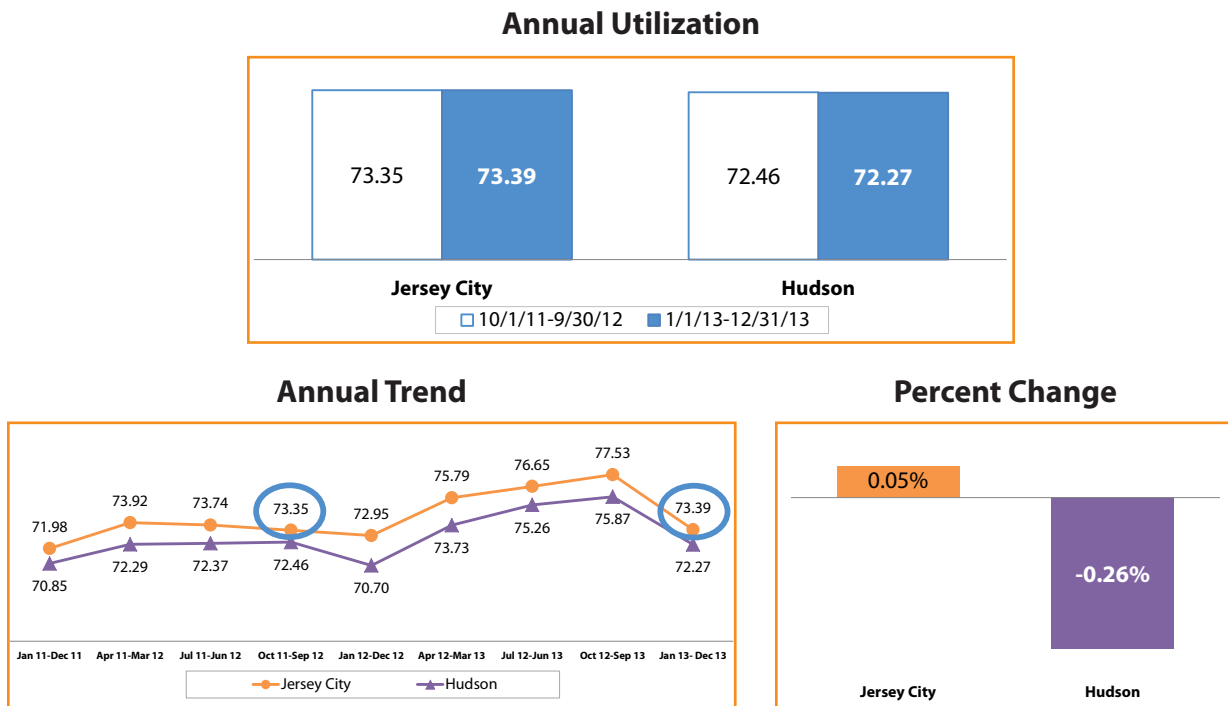 Annual Utilization
73.35 73.39 72.46 72.27
Jersey City Hudson
10/1/11-9/30/12 1/1/13-12/31/13
Annual Trend
71.98 73.92 73.74 73.35 72.95 75.79 76.65 77.53 73.39
70.85 72.29 72.37 72.46 70.70 73.73 75.26 75.87 72.27
Jan 11-Dec 11 Apr 11-Mar 12 Jul 11-Jun 12 Oct 11-Sep 12 Jan 12-Dec 12 Apr 12-Mar 13 Jul 12-Jun 13 Oct 12-Sep 13 Jan 13- Dec 13
Jersey City Hudson
Percent Change
0.05%
-0.26%
Jersey City Hudson